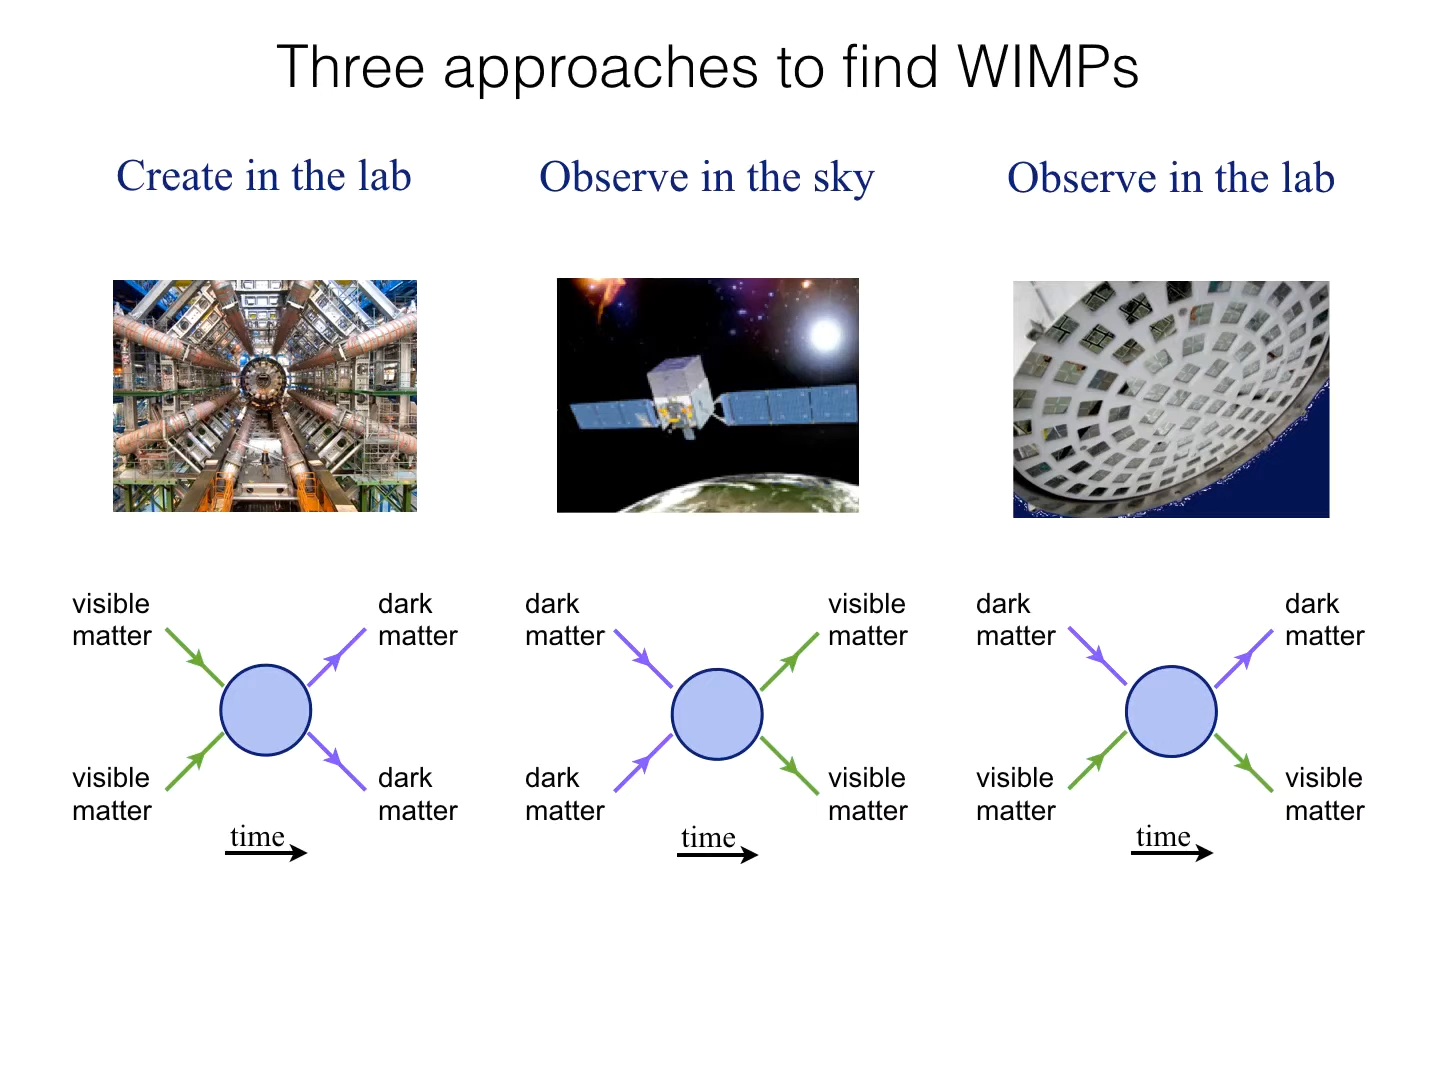 Three approaches to find WIMPs
Create in the lab
Observe in the sky
Observe in the lab
visible
matter
dark
matter
visible
matter
dark
matter
time
dark
matter
visible
matter
dark
matter
visible
matter
time
dark
matter
dark
matter
visible
matter
visible
matter
time